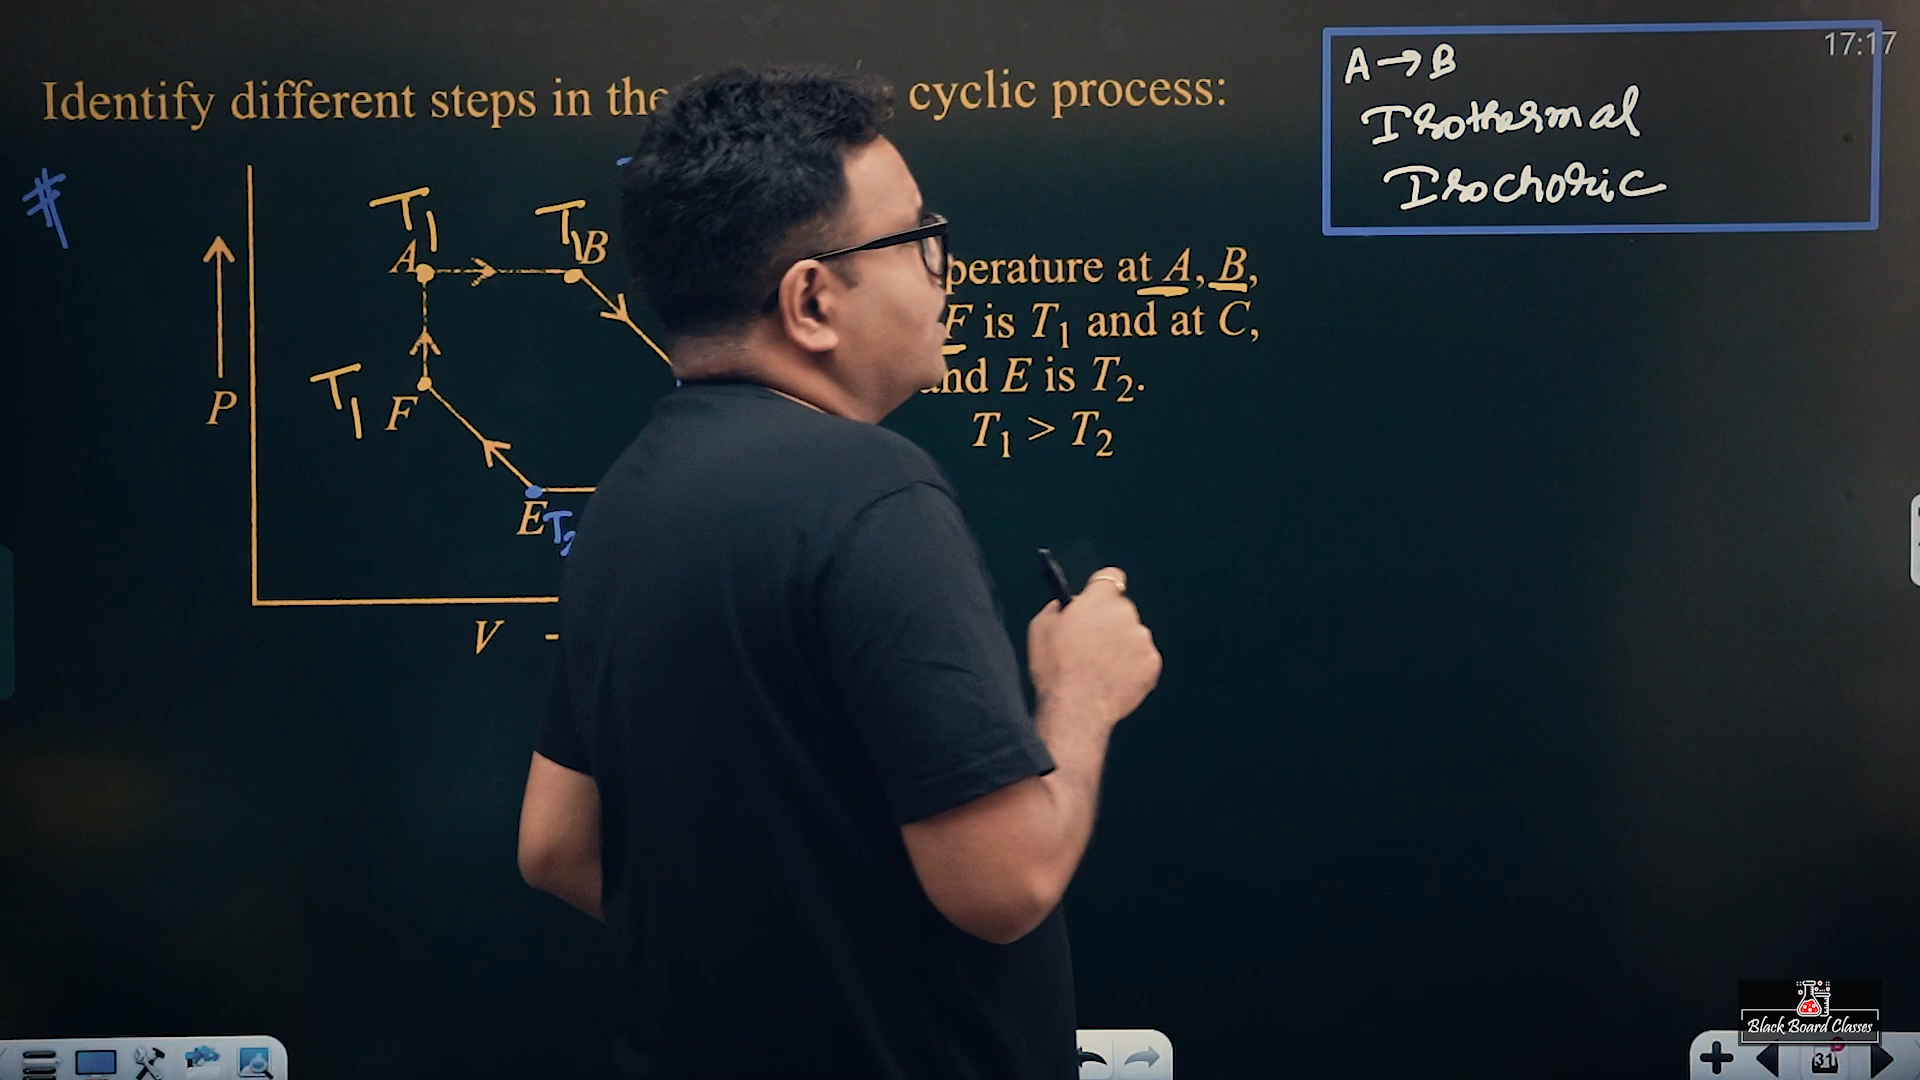 17:17
Identify different steps in the cyclic process:
A→B
Isothermal
Isochoric
#
T1
T1
A
B
perature at A, B,
F is T1 and at C,
and E is T2.
T1 > T2
T1
F
P
E
T2
V
31
Black Board Classes